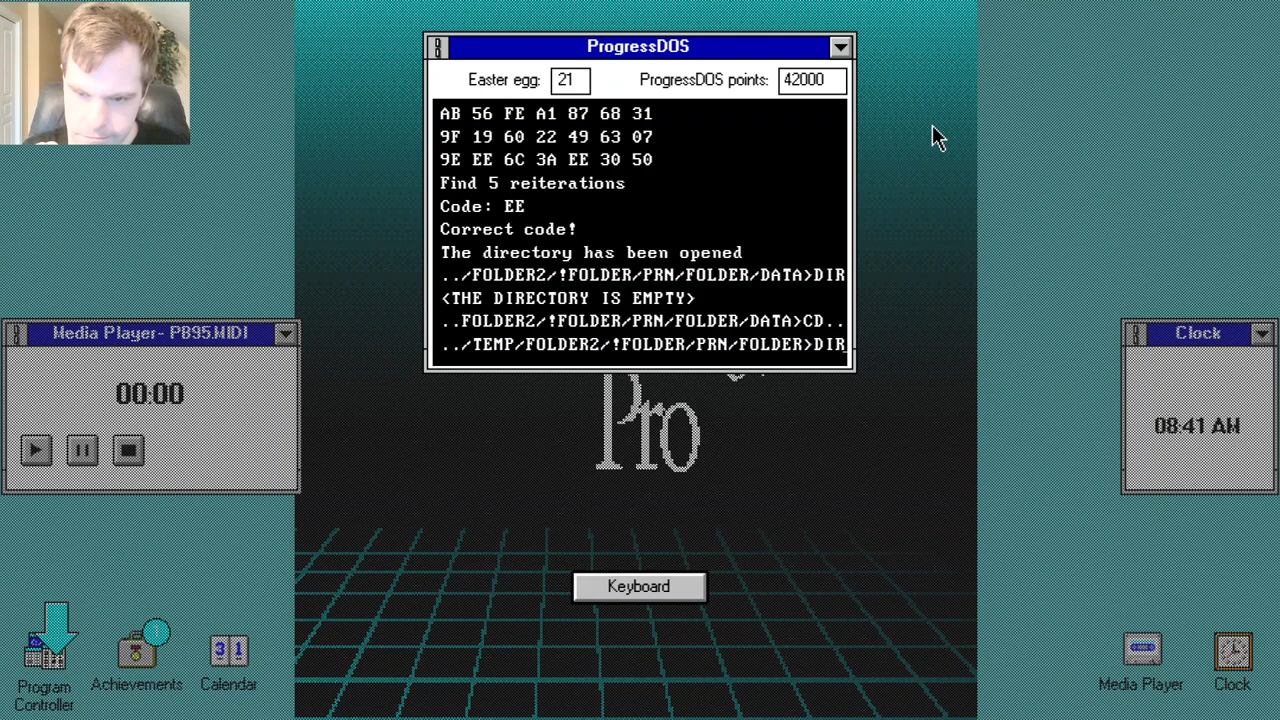 ProgressDOS
Easter egg: 21 ProgressDOS points: 42000
AB 56 FE A1 87 68 31
9F 19 60 22 49 63 07
9E EE 6C 3A EE 30 50
Find 5 reiterations
Code: EE
Correct code!
The directory has been opened
../FOLDER2/!FOLDER/PRN/FOLDER/DATA>DIR
<THE DIRECTORY IS EMPTY>
..FOLDER2/!FOLDER/PRN/FOLDER/DATA>CD..
../TEMP/FOLDER2/!FOLDER/PRN/FOLDER>DIR_
Media Player- PB95.MIDI
00:00
Clock
08:41 AM
Pro
Keyboard
Program
Controller
Achievements
Calendar
31
Media Player
Clock